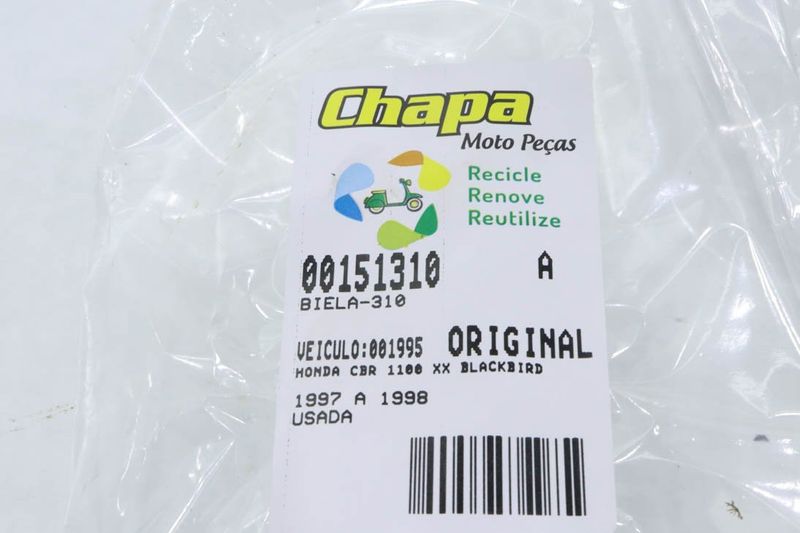 Chapa
Moto Peças
Recicle
Renove
Reutilize
00151310 A
BIELA-310
VEICULO:001995 ORIGINAL
HONDA CBR 1100 XX BLACKBIRD
1997 A 1998
USADA